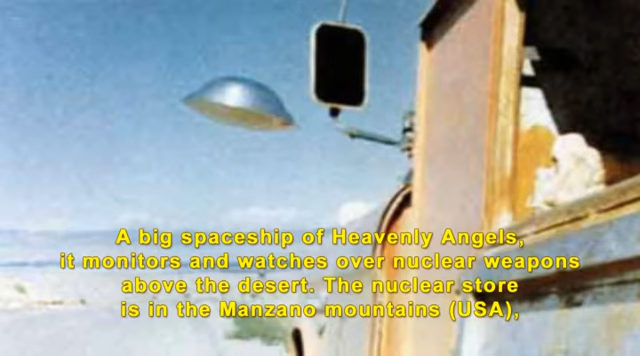 A big spaceship of Heavenly Angels,
it monitors and watches over nuclear weapons
above the desert. The nuclear store
is in the Manzano mountains (USA),